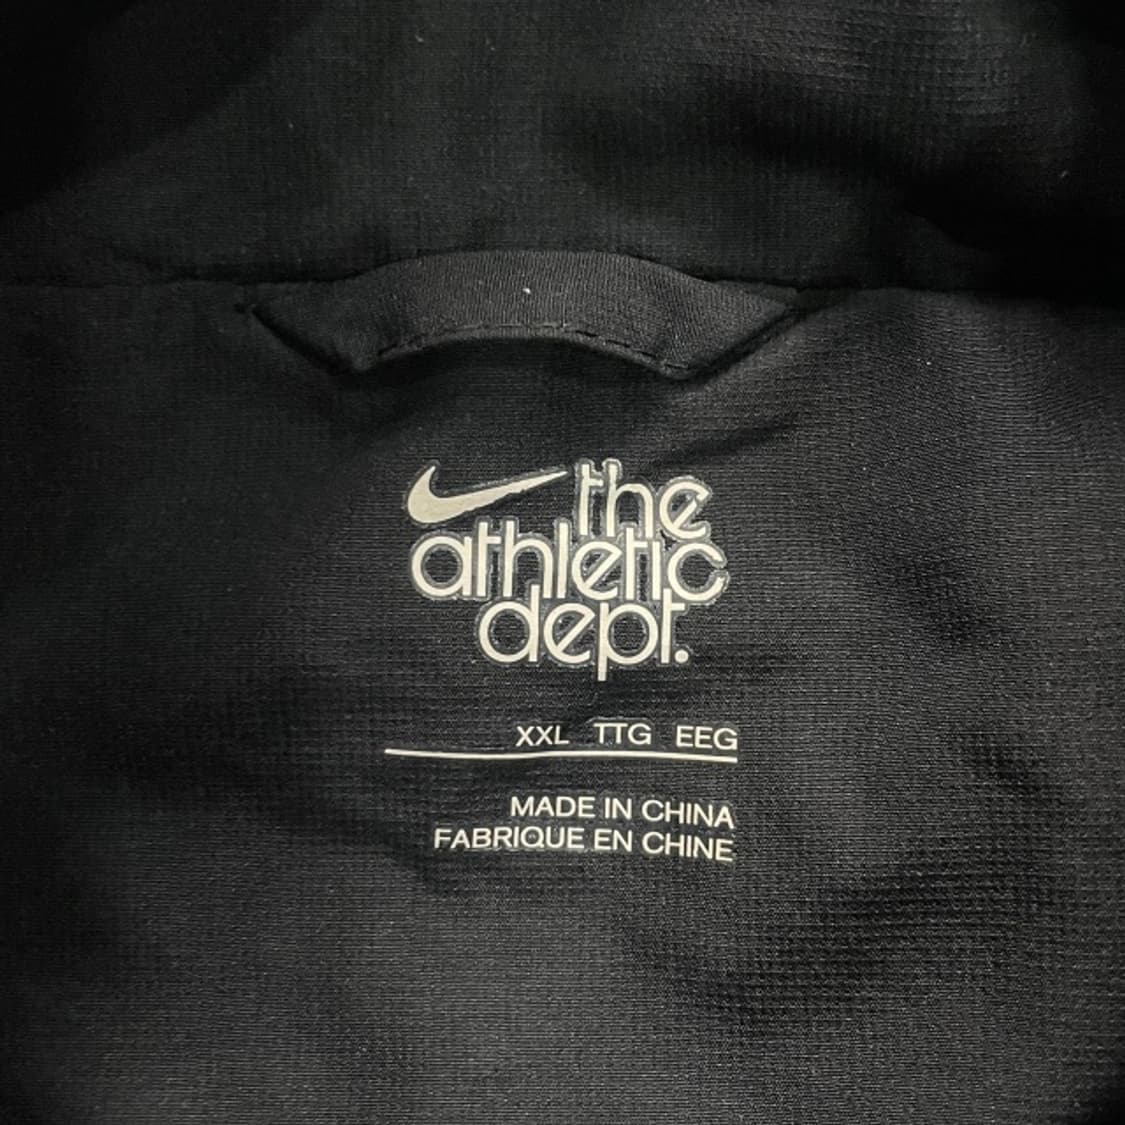 the
athletic
dept.
XXL TTG EEG
MADE IN CHINA
FABRIQUE EN CHINE